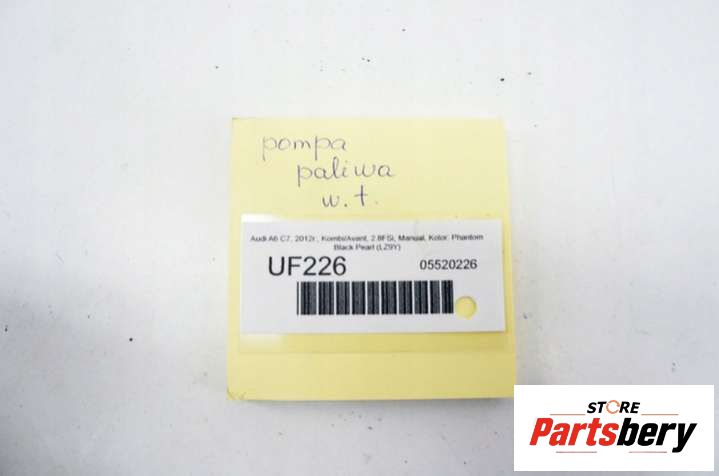 pompa
paliwa
w.t.
Audi A6 C7, 2012r., Kombi/Avant, 2.8FSi, Manual, Kolor: Phantom
Black Pearl (LZ9Y)
UF226 05520226
STORE
Partsbery